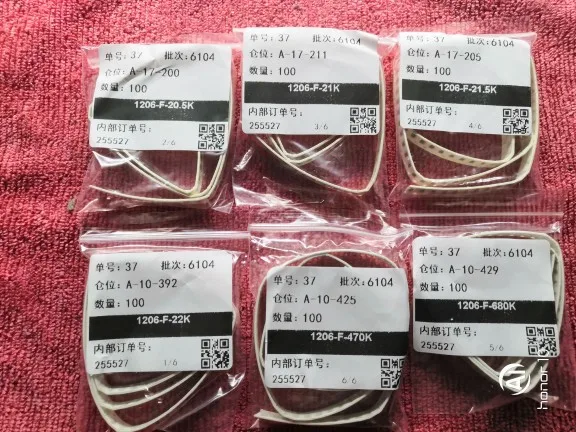 单号: 37 批次: 6104
仓位: A-17-200
数量: 100
1206-F-20.5K
内部订单号:
255527 2/6
单号: 37 批次: 6104
仓位: A-17-211
数量: 100
1206-F-21K
内部订单号:
255527 3/6
单号: 37 批次: 6104
仓位: A-17-205
数量: 100
1206-F-21.5K
内部订单号:
255527 4/6
单号: 37 批次: 6104
仓位: A-10-392
数量: 100
1206-F-22K
内部订单号:
255527 1/6
单号: 37 批次: 6104
仓位: A-10-425
数量: 100
1206-F-470K
内部订单号:
255527 6/6
单号: 37 批次: 6104
仓位: A-10-429
数量: 100
1206-F-680K
内部订单号:
255527 5/6